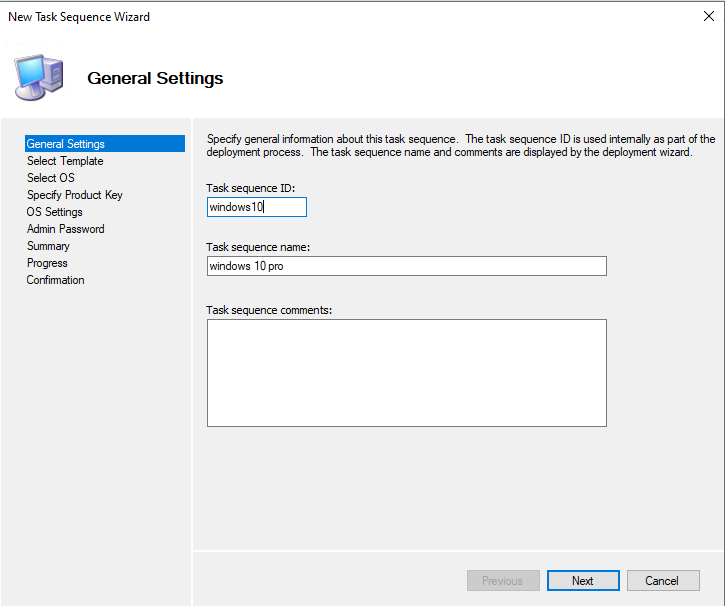 New Task Sequence Wizard
General Settings
General Settings
Select Template
Select OS
Specify Product Key
OS Settings
Admin Password
Summary
Progress
Confirmation
Specify general information about this task sequence.  The task sequence ID is used internally as part of the
deployment process.  The task sequence name and comments are displayed by the deployment wizard.
Task sequence ID:
windows10
Task sequence name:
windows 10 pro
Task sequence comments:
Previous
Next
Cancel